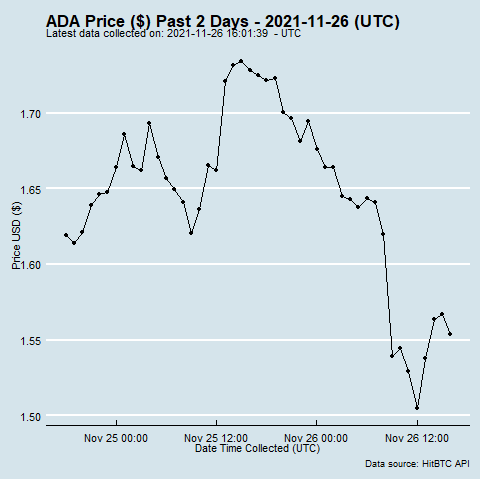 ADA Price ($) Past 2 Days - 2021-11-26 (UTC)
Latest data collected on: 2021-11-26 16:01:39 - UTC
Price USD ($)
1.70
1.65
1.60
1.55
1.50
Nov 25 00:00 Nov 25 12:00 Nov 26 00:00 Nov 26 12:00
Date Time Collected (UTC)
Data source: HitBTC API